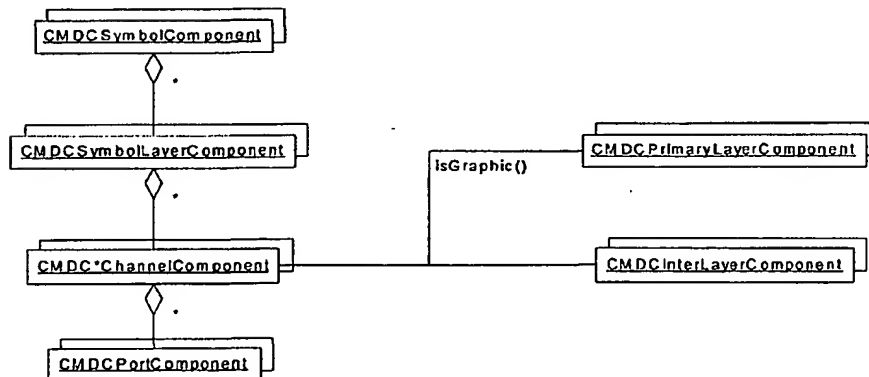 CMDCSymbolComponent
*
CMDCSymbolLayerComponent
isGraphic()
CMDCPrimaryLayerComponent
*
CMDC*ChannelComponent
CMDCInterLayerComponent
*
CMDCPortComponent